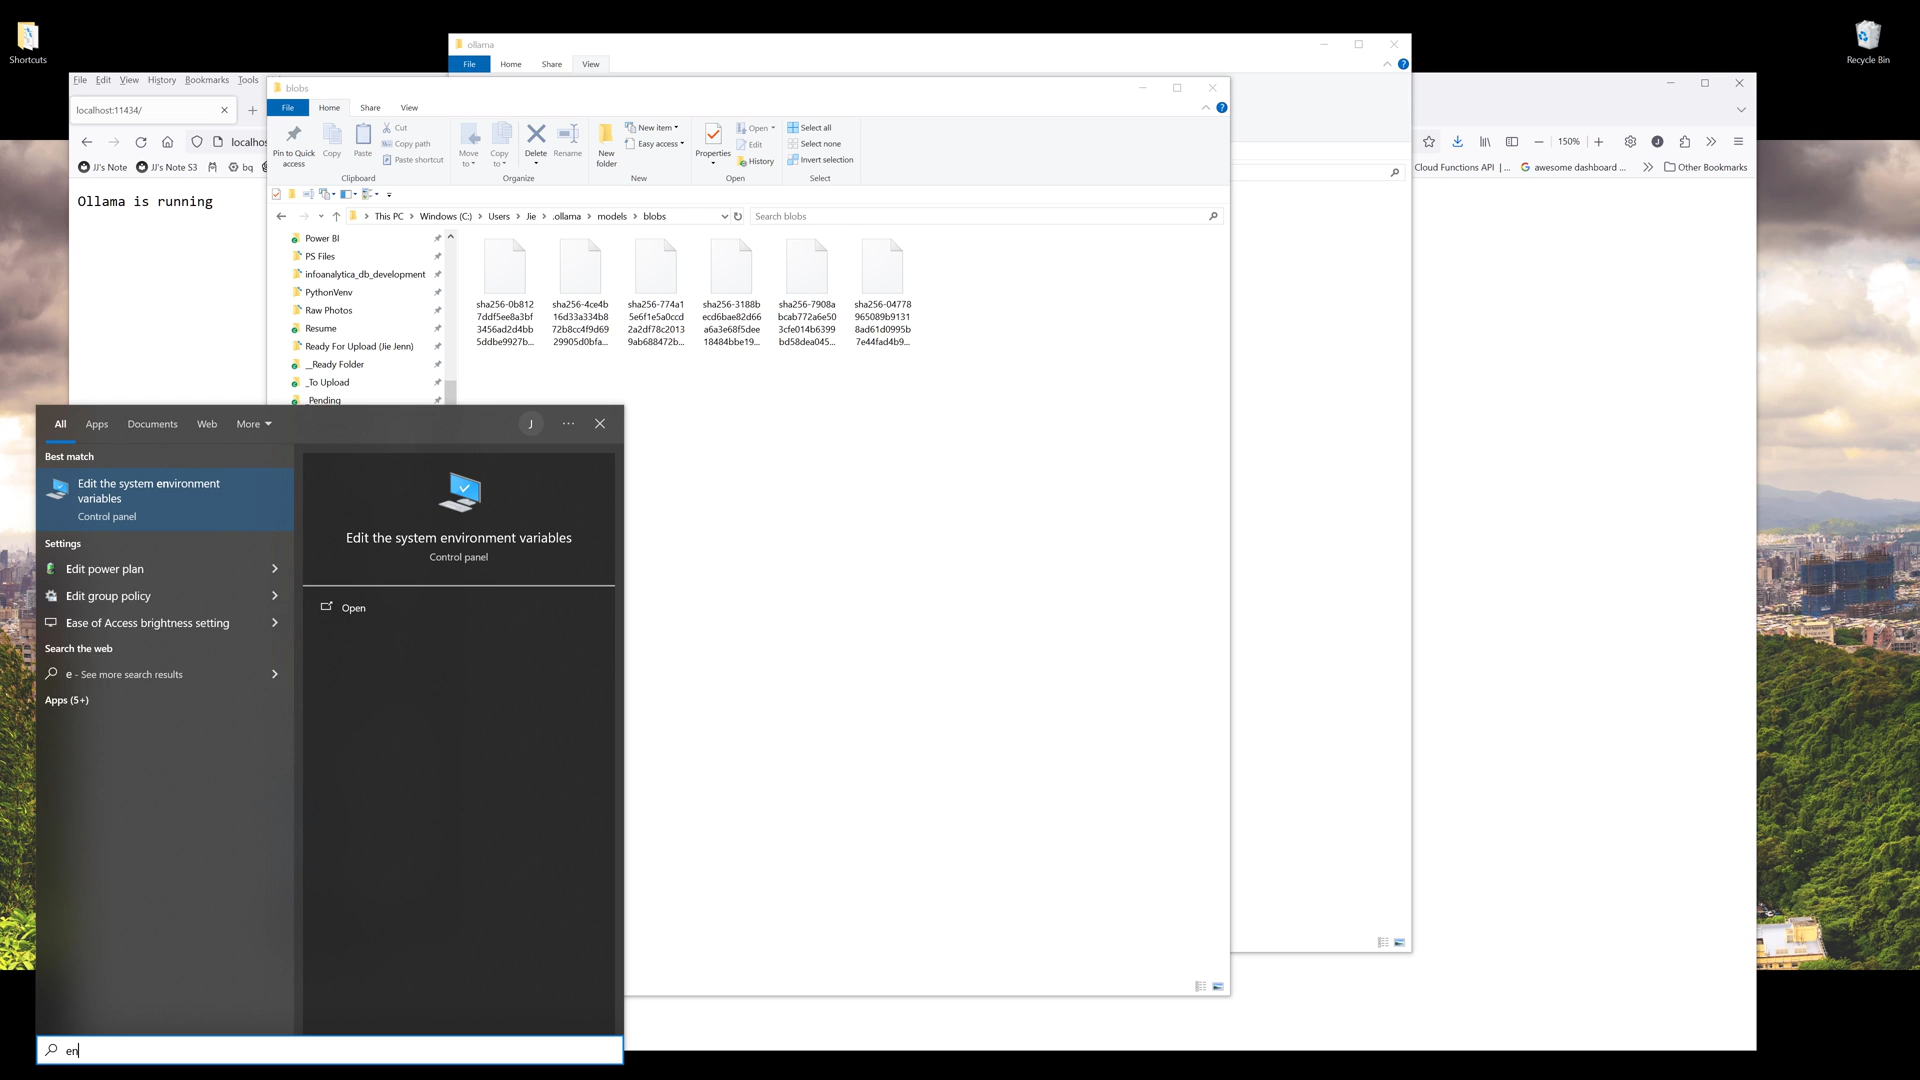 Shortcuts
Recycle Bin
ollama
File
Home
Share
View
File
Edit
View
History
Bookmarks
Tools
localhost:11434/
localhos
150%
JJ's Note
JJ's Note S3
bq
Cloud Functions API | ...
awesome dashboard ...
Other Bookmarks
Ollama is running
blobs
File
Home
Share
View
Pin to Quick access
Copy
Paste
Cut
Copy path
Paste shortcut
Clipboard
Move to
Copy to
Delete
Rename
Organize
New folder
New item
Easy access
New
Properties
Open
Edit
History
Open
Select all
Select none
Invert selection
Select
This PC > Windows (C:) > Users > Jie > .ollama > models > blobs
Search blobs
Power BI
PS Files
infoanalytica_db_development
PythonVenv
Raw Photos
Resume
Ready For Upload (Jie Jenn)
__Ready Folder
_To Upload
_Pending
sha256-0b812
7ddf5ee8a3bf
3456ad2d4bb
5ddbe9927b...
sha256-4ce4b
16d33a334b8
72b8cc4f9d69
29905d0bfa...
sha256-774a1
5e6f1e5a0ccd
2a2df78c2013
9ab688472b...
sha256-3188b
ecd6bae82d66
a6a3e68f5dee
18484bbe19...
sha256-7908a
bcab772a6e50
3cfe014b6399
bd58dea045...
sha256-04778
965089b9131
8ad61d0995b
7e44fad4b9...
All
Apps
Documents
Web
More
J
Best match
Edit the system environment
variables
Control panel
Settings
Edit power plan
Edit group policy
Ease of Access brightness setting
Search the web
e - See more search results
Apps (5+)
Edit the system environment variables
Control panel
Open
en